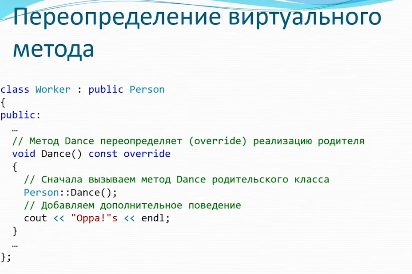 Переопределение виртуального
метода
class Worker : public Person
{
public:
…
// Метод Dance переопределяет (override) реализацию родителя
void Dance() const override
{
// Сначала вызываем метод Dance родительского класса
Person::Dance();
// Добавляем дополнительное поведение
cout << "Oppa!"s << endl;
}
…
};